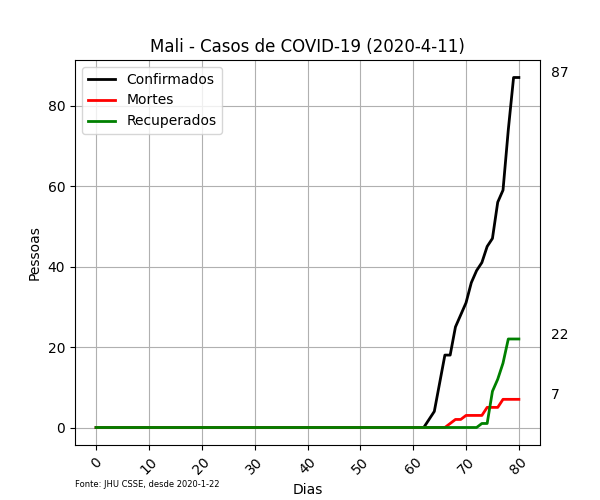 Mali - Casos de COVID-19 (2020-4-11)
Confirmados
Mortes
Recuperados
87
22
7
80
60
40
20
0
Pessoas
0 10 20 30 40 50 60 70 80
Dias
Fonte: JHU CSSE, desde 2020-1-22